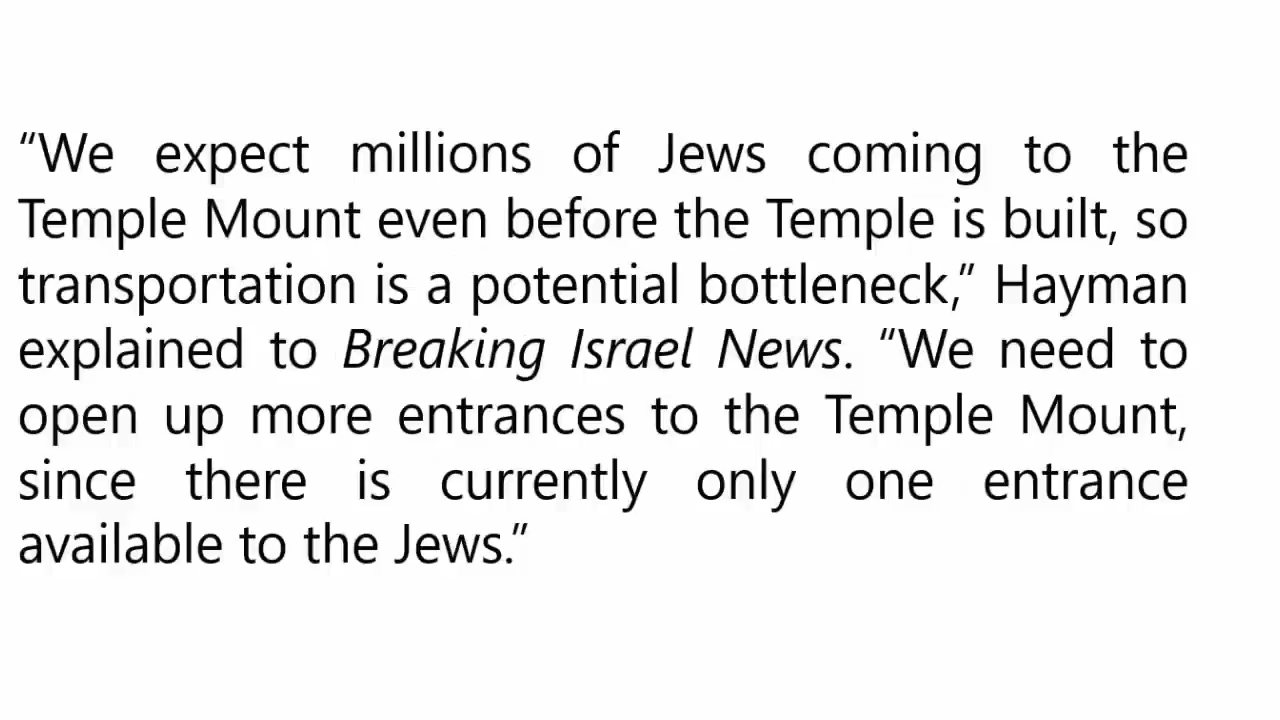 “We expect millions of Jews coming to the
Temple Mount even before the Temple is built, so
transportation is a potential bottleneck,” Hayman
explained to Breaking Israel News. “We need to
open up more entrances to the Temple Mount,
since there is currently only one entrance
available to the Jews.”